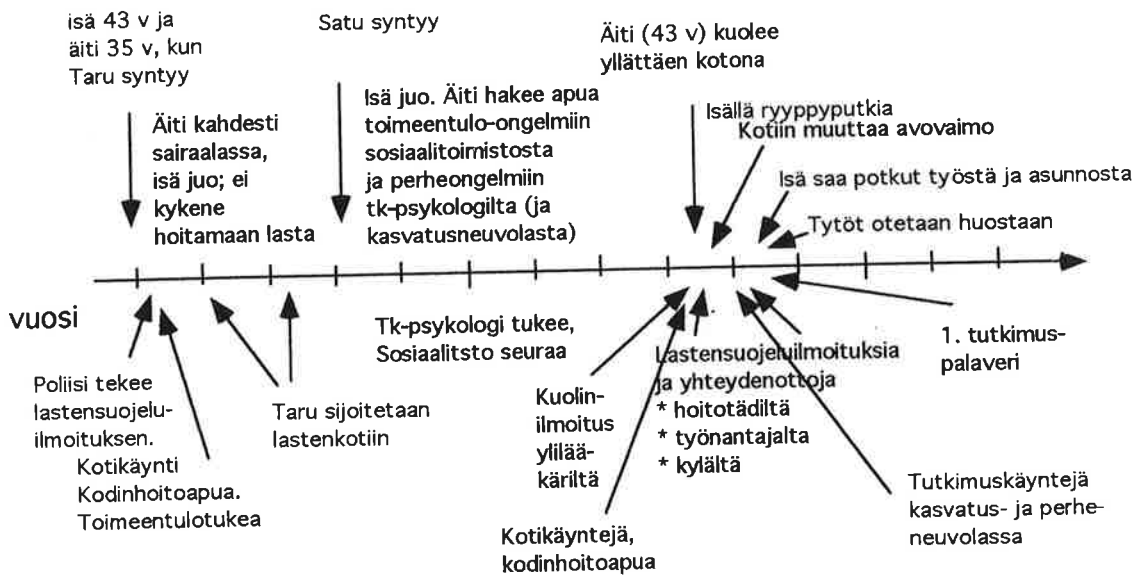 isä 43 v ja
äiti 35 v, kun
Taru syntyy
Satu syntyy
Äiti (43 v) kuolee
yllättäen kotona
Äiti kahdesti
sairaalassa,
isä juo; ei
kykene
hoitamaan lasta
Isä juo. Äiti hakee apua
toimeentulo-ongelmiin
sosiaalitoimistosta
ja perheongelmiin
tk-psykologilta (ja
kasvatusneuvolasta)
Isällä ryyppyputkia
Kotiin muuttaa avovaimo
Isä saa potkut työstä ja asunnosta
Tytöt otetaan huostaan
vuosi
Poliisi tekee
lastensuojelu-
ilmoituksen.
Kotikäynti
Kodinhoitoapua.
Toimeentulotukea
Taru sijoitetaan
lastenkotiin
Tk-psykologi tukee,
Sosiaalitsto seuraa
Kuolin-
ilmoitus
ylilää-
käriltä
Kotikäyntejä,
kodinhoitoapua
Lastensuojeluilmoituksia
ja yhteydenottoja
* hoitotädiltä
* työnantajalta
* kylältä
1. tutkimus-
palaveri
Tutkimuskäyntejä
kasvatus- ja perhe-
neuvolassa